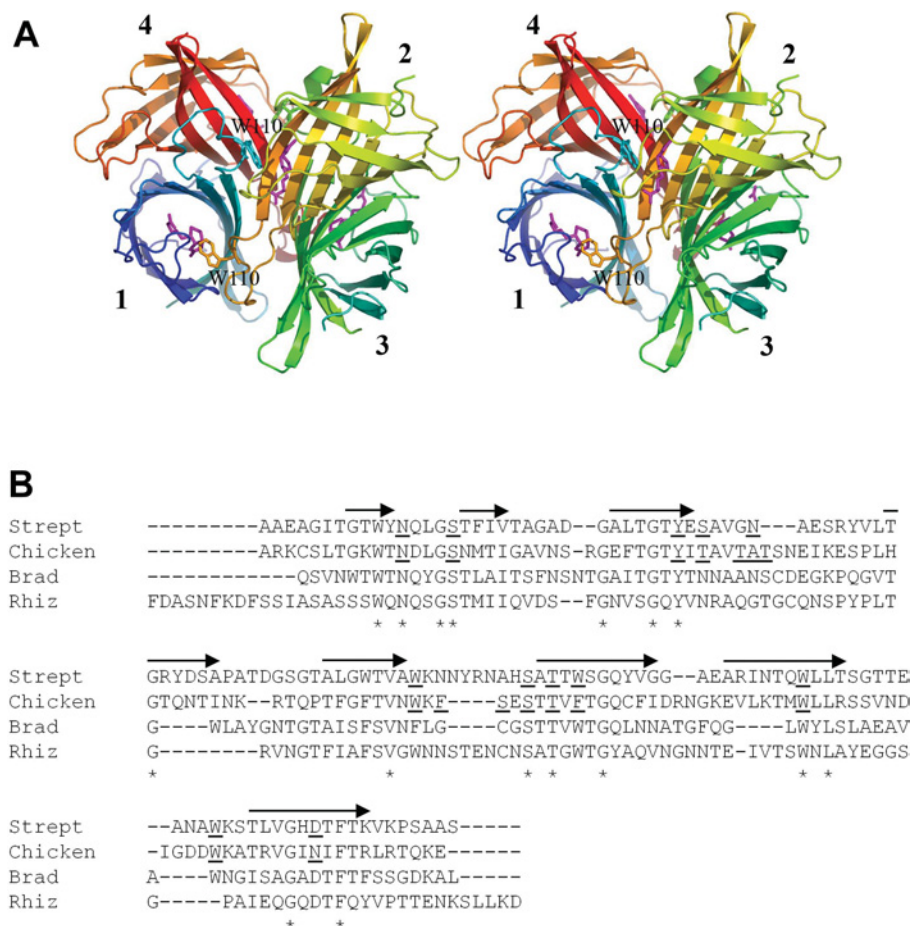 A
4
2
W110
W110
1
3
4
2
W110
W110
1
3
B
Strept ---------AAEAGITGTWYNQLGSTFIVTAGAD--GALTGTYESAVGN---AESRYVLT
Chicken ---------ARKCSLTGKWTNDLGSNMTIGAVNS-RGEFTGTYITAVTATSNEIKESPLH
Brad ------------QSVNWTWTNQYGSTLAITSFNSNTGAITGTYTNNAANSCDEGKPQGVT
Rhiz FDASNFKDFSSIASASSSWQNQSGSTMIIQVDS--FGNVSGQYVNRAQGTGCQNSPYPLT
* * ** * * *
Strept GRYDSAPATDGSGTALGWTVAWKNNYRNAHSATTWSGQYVGG--AEARINTQWLLTSGTTE
Chicken GTQNTINK--RTQPTFGFTVNWKF----SESTTVFTGQCFIDRNGKEVLKTMWLLRSSVND
Brad G----WLAYGNTGTAISFSVNFLG----CGSTTVWTGQLNNATGFQG--LWYLSLAEAV
Rhiz G--------RVNGTFIAFSVGWNNSTENCNSATGWTGYAQVNGNNTE-IVTSWNLAYEGGS
* * * * * * *
Strept --ANAWKSTLVGHDTFTKVKPSAAS-----
Chicken -IGDDWKATRVGINIFTRLRTQKE------
Brad A----WNGISAGADTFTFSSGDKAL-----
Rhiz G-----PAIEQGQDTFQYVPTTENKSLLKD
* *